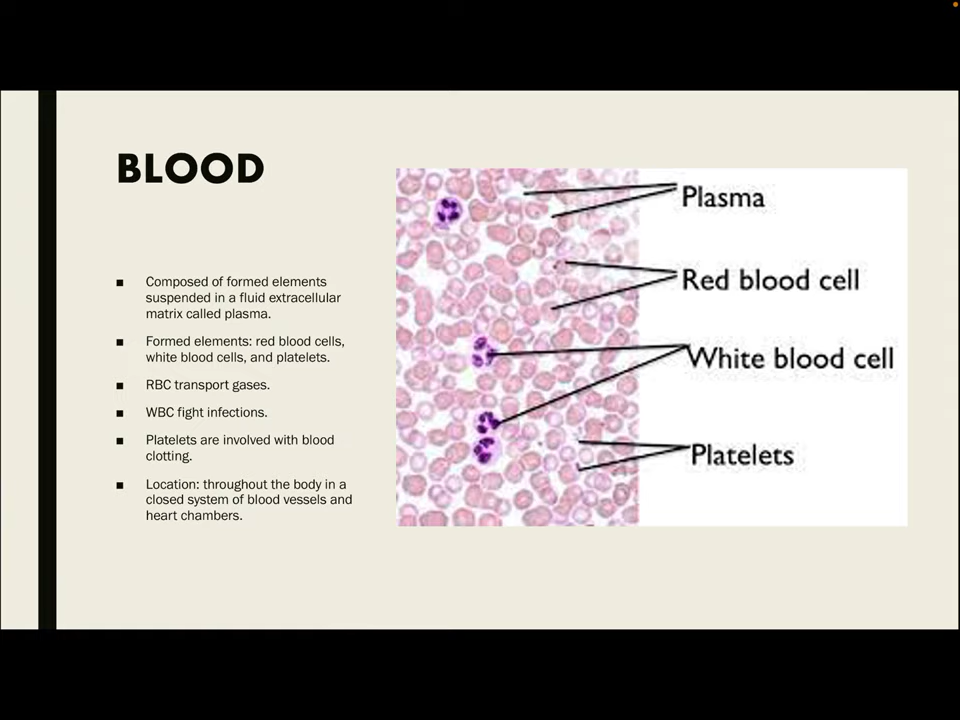 BLOOD
■ Composed of formed elements
suspended in a fluid extracellular
matrix called plasma.
■ Formed elements: red blood cells,
white blood cells, and platelets.
■ RBC transport gases.
■ WBC fight infections.
■ Platelets are involved with blood
clotting.
■ Location: throughout the body in a
closed system of blood vessels and
heart chambers.
Plasma
Red blood cell
White blood cell
Platelets